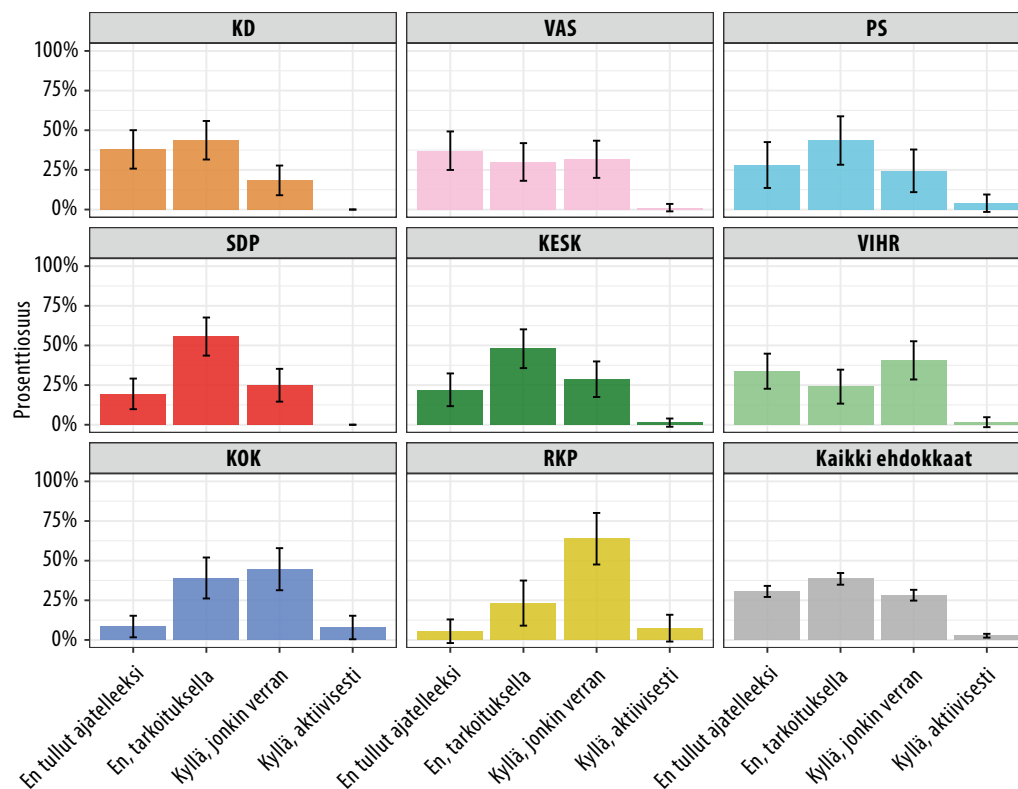 KD
VAS
PS
100%
75%
50%
25%
0%
SDP
KESK
VIHR
100%
75%
50%
25%
0%
Prosenttiosuus
KOK
RKP
Kaikki ehdokkaat
100%
75%
50%
25%
0%
En tullut ajatelleeksi
En, tarkoituksella
Kyllä, jonkin verran
Kyllä, aktiivisesti
En tullut ajatelleeksi
En, tarkoituksella
Kyllä, jonkin verran
Kyllä, aktiivisesti
En tullut ajatelleeksi
En, tarkoituksella
Kyllä, jonkin verran
Kyllä, aktiivisesti